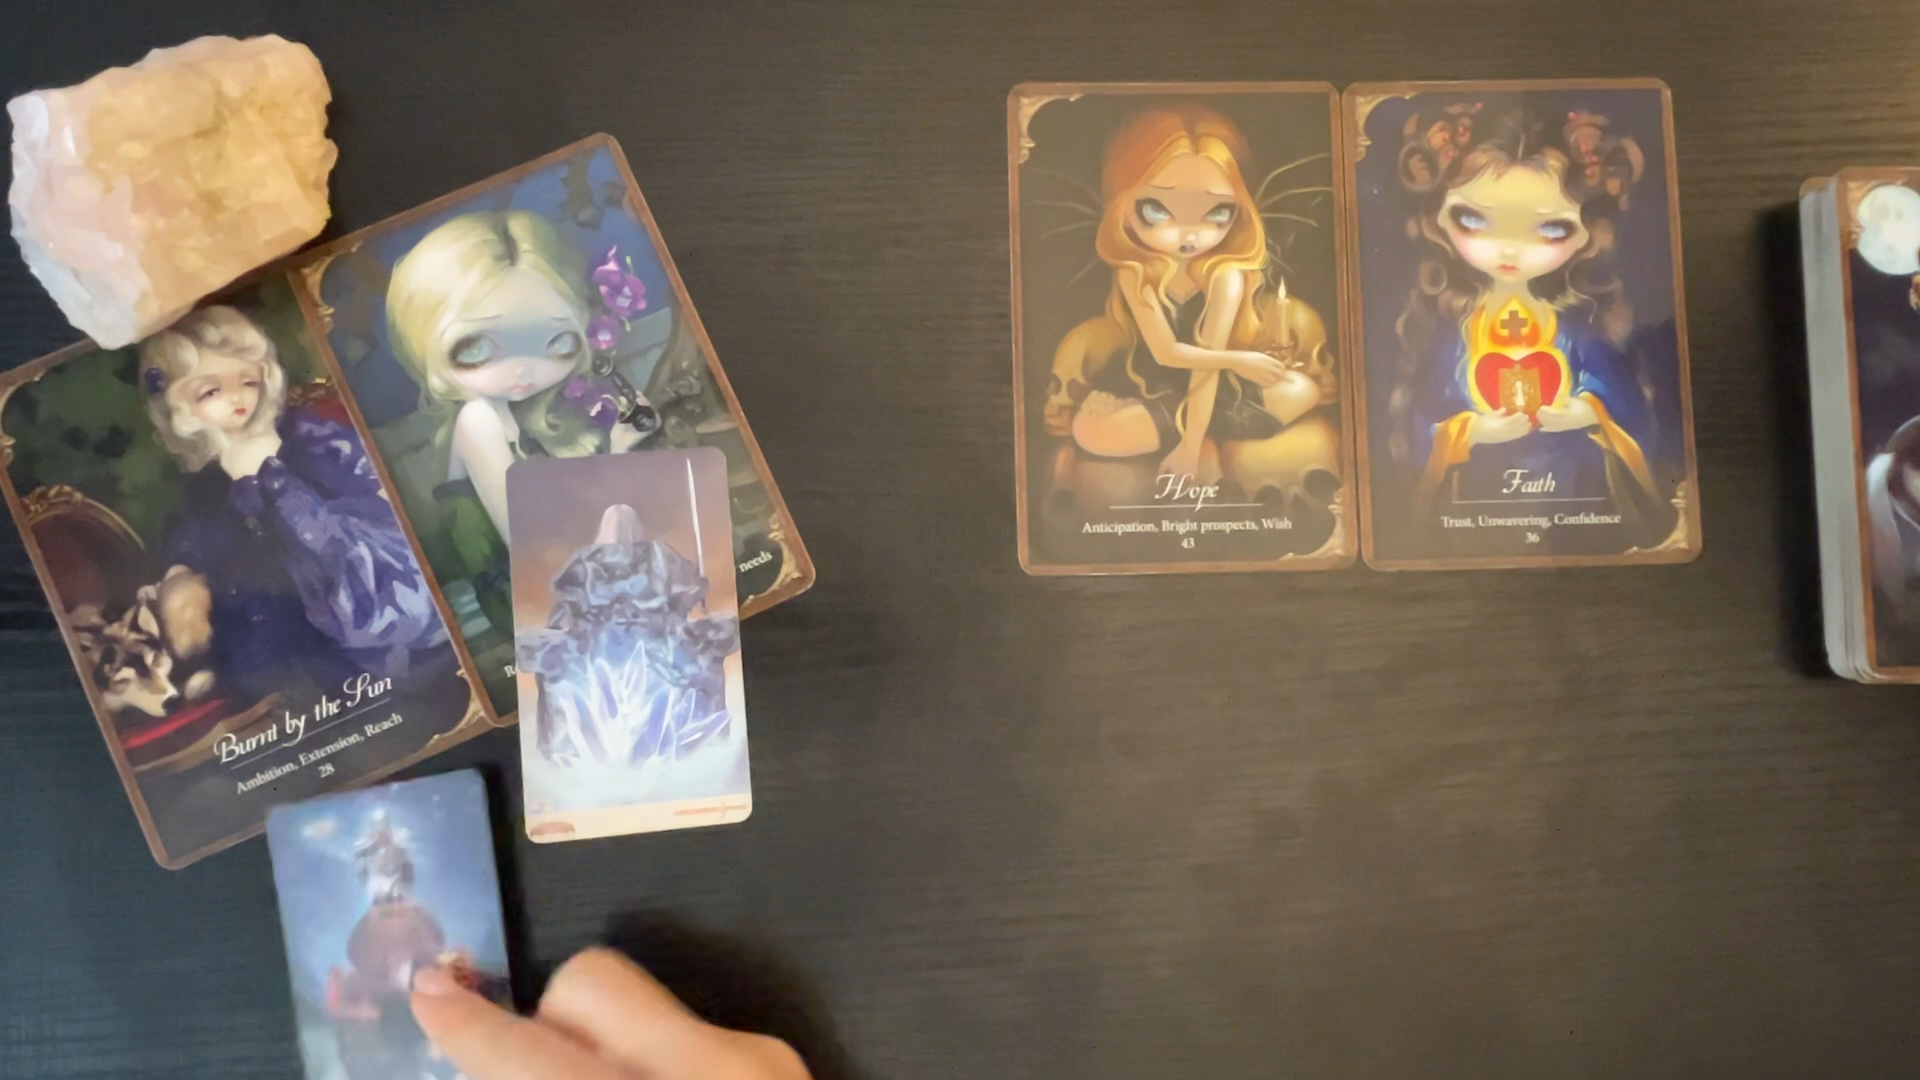 Burnt by the Sun
Ambition, Extension, Reach
28
needs
Hope
Anticipation, Bright prospects, Wish
43
Faith
Trust, Unwavering, Confidence
36